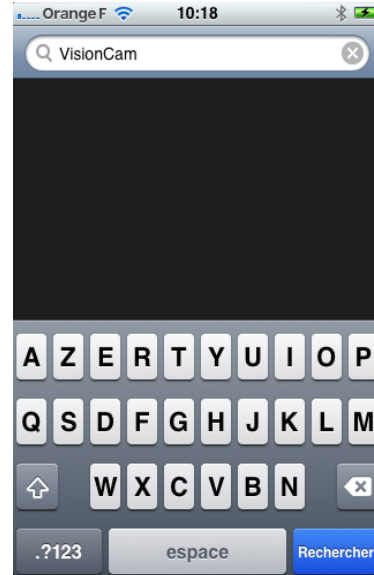 Orange F 10:18
VisionCam
A Z E R T Y U I O P
Q S D F G H J K L M
W X C V B N
.?123 espace Rechercher